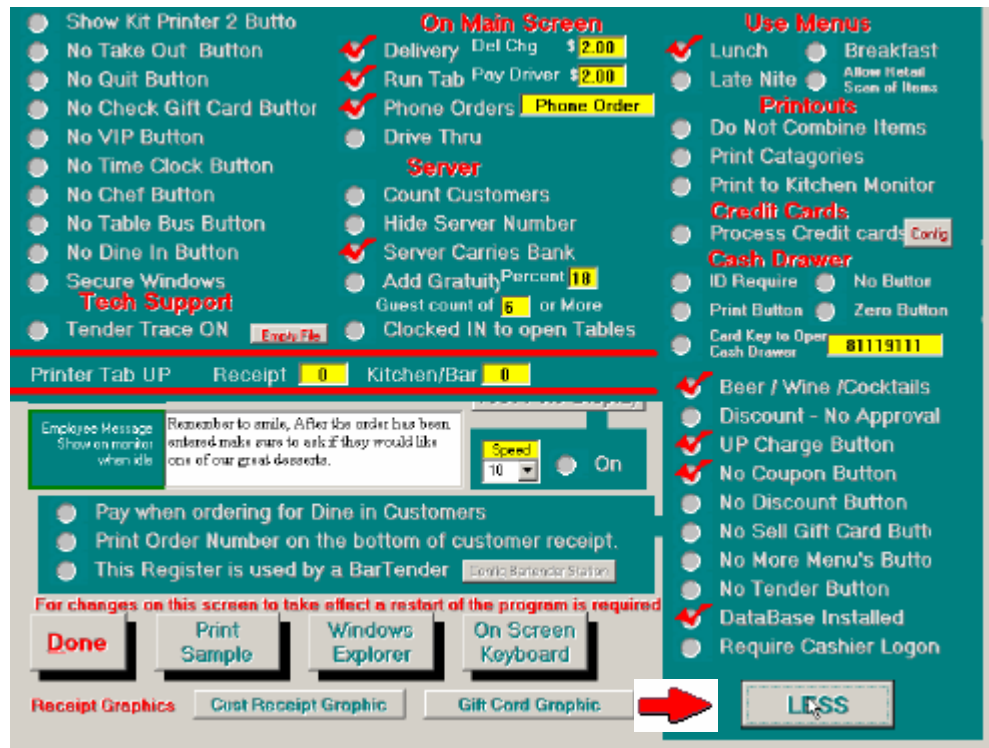 Show Kit Printer 2 Butto
No Take Out Button
No Quit Button
No Check Gift Card Buttor
No VIP Button
No Time Clock Button
No Chef Button
No Table Bus Button
No Dine In Button
Secure Windows
Tech Support
Tender Trace ON Empty File
On Main Screen
Delivery Del Chg $ 2.00
Run Tab Pay Driver $ 2.00
Phone Orders Phone Order
Drive Thru
Server
Count Customers
Hide Server Number
Server Carries Bank
Add Gratuity Percent 18
Guest count of 6 or More
Clocked IN to open Tables
Use Menus
Lunch Breakfast
Late Nite Allow Retail Scan of Items
Printouts
Do Not Combine Items
Print Catagories
Print to Kitchen Monitor
Credit Cards
Process Credit cards Config
Cash Drawer
ID Require No Button
Print Button Zero Button
Card Key to Oper
Cash Drawer 81119111
Beer / Wine /Cocktails
Discount - No Approval
UP Charge Button
No Coupon Button
No Discount Button
No Sell Gift Card Butt
No More Menu's Butto
No Tender Button
DataBase Installed
Require Cashier Logon
LESS
Printer Tab UP Receipt 0 Kitchen/Bar 0
Employee Message
Show on monitor
when idle
Remember to smile, After the order has been
entered make sure to ask if they would like
one of our great desserts.
Speed
10 On
Pay when ordering for Dine in Customers
Print Order Number on the bottom of customer receipt.
This Register is used by a BarTender Config Bartender Station
For changes on this screen to take effect a restart of the program is required
Done
Print Sample
Windows Explorer
On Screen Keyboard
Receipt Graphics Cust Receipt Graphic Gift Card Graphic